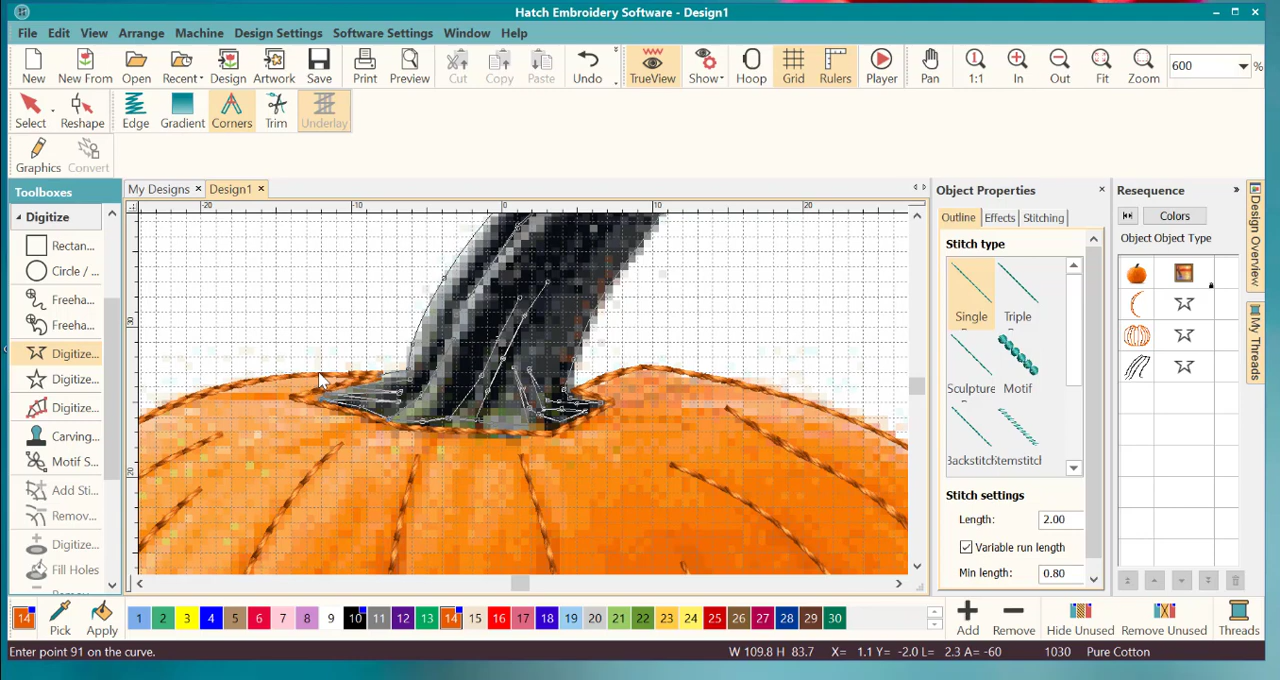 Hatch Embroidery Software - Design1
File Edit View Arrange Machine Design Settings Software Settings Window Help
New New From Open Recent Design Artwork Save Print Preview Cut Copy Paste Undo TrueView Show Hoop Grid Rulers Player Pan 1:1 In Out Fit Zoom 600 %
Select Reshape Edge Gradient Corners Trim Underlay
Graphics Convert
Toolboxes
My Designs × Design1 ×
Object Properties ×
Resequence »
Digitize
-20 -10 0 10 20
Outline Effects Stitching
Colors
Rectan...
Stitch type
Object Object Type
Circle / ...
Freeha...
Freeha...
Single Triple
Digitize...
Digitize...
Sculpture Motif
Digitize...
Carving...
Backstitch
Motif S...
Add Sti...
Stitch settings
Remov...
Length: 2.00
Digitize...
Variable run length
Fill Holes
Min length: 0.80
30
20
Design Overview
My Threads
14 Pick Apply 1 2 3 4 5 6 7 8 9 10 11 12 13 14 15 16 17 18 19 20 21 22 23 24 25 26 27 28 29 30 Add Remove Hide Unused Remove Unused Threads
Enter point 91 on the curve. W 109.8 H 83.7 X= 1.1 Y= -2.0 L= 2.3 A= -60 1030 Pure Cotton